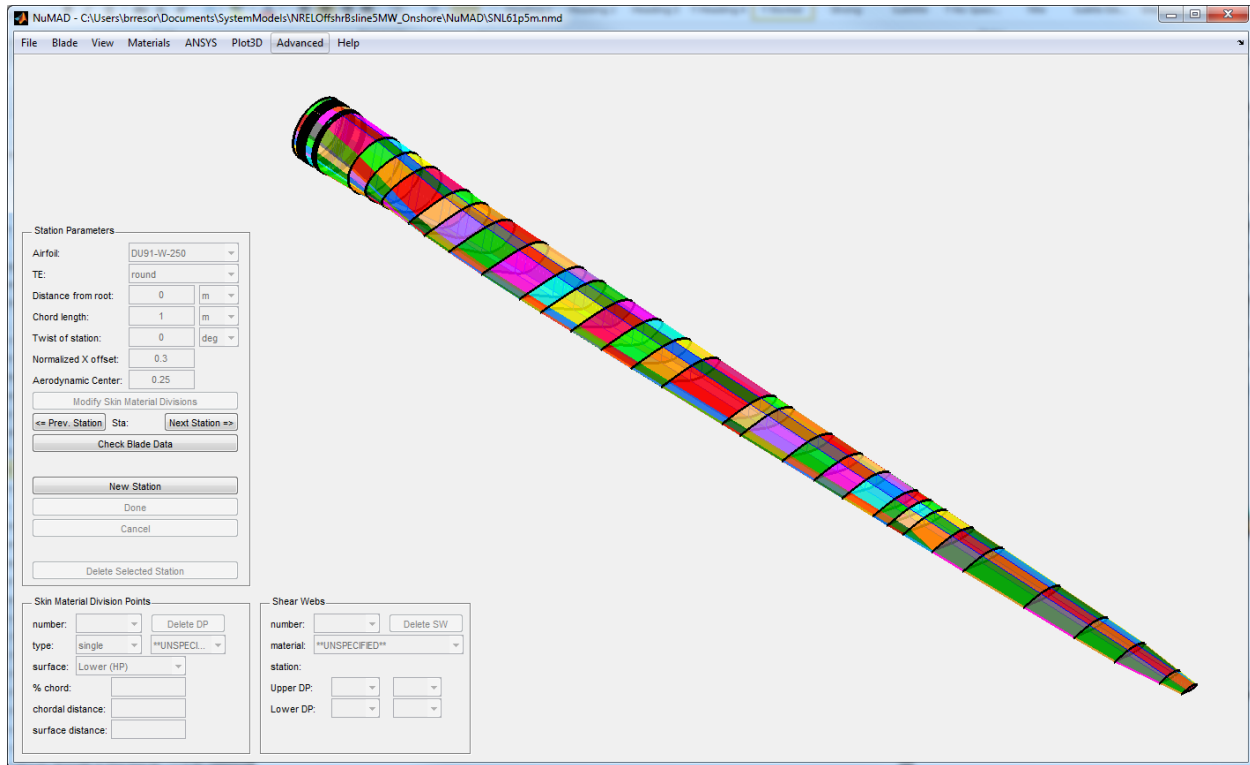 NuMAD - C:\Users\brresor\Documents\SystemModels\NRELOffshrBsline5MW_Onshore\NuMAD\SNL61p5m.nmd
File Blade View Materials ANSYS Plot3D Advanced Help
Station Parameters
Airfoil: DU91-W-250
TE: round
Distance from root: 0 m
Chord length: 1 m
Twist of station: 0 deg
Normalized X offset: 0.3
Aerodynamic Center: 0.25
Modify Skin Material Divisions
<= Prev. Station Sta: Next Station =>
Check Blade Data
New Station
Done
Cancel
Delete Selected Station
Skin Material Division Points
number: Delete DP
type: single **UNSPECI...
surface: Lower (HP)
% chord:
chordal distance:
surface distance:
Shear Webs
number: Delete SW
material: **UNSPECIFIED**
station:
Upper DP:
Lower DP: